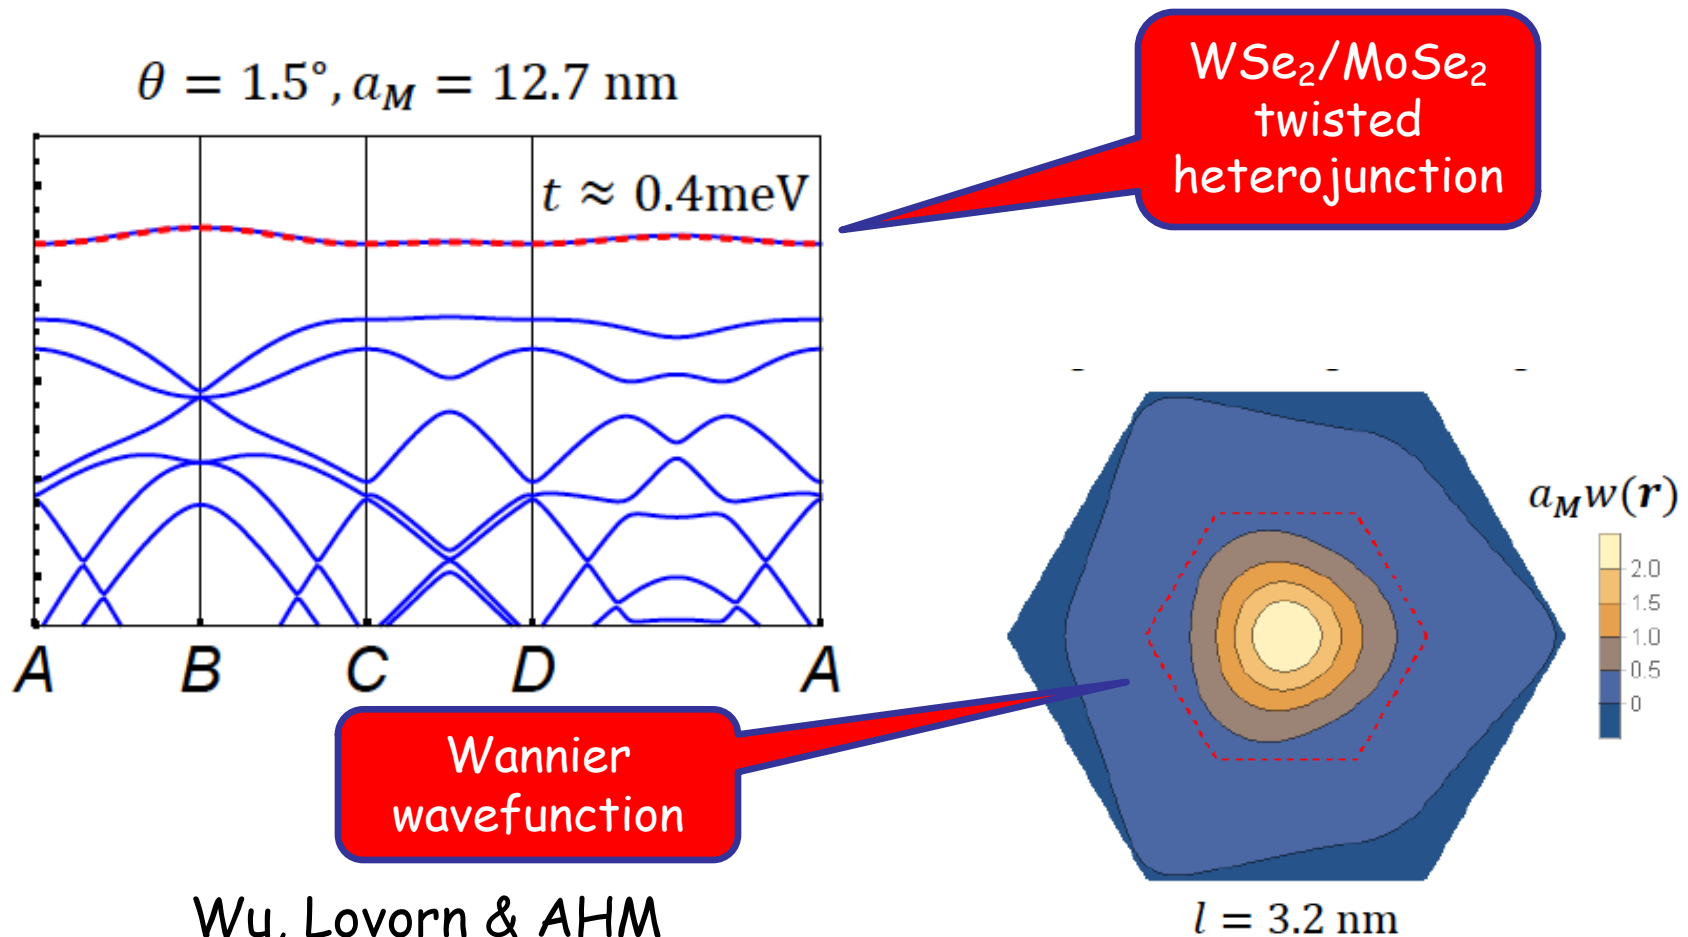 θ = 1.5°, a_M = 12.7 nm
WSe₂/MoSe₂
twisted
heterojunction
t ≈ 0.4meV
A B C D A
Wannier
wavefunction
a_M w(r)
2.0
1.5
1.0
0.5
0
Wu, Lovorn & AHM
l = 3.2 nm